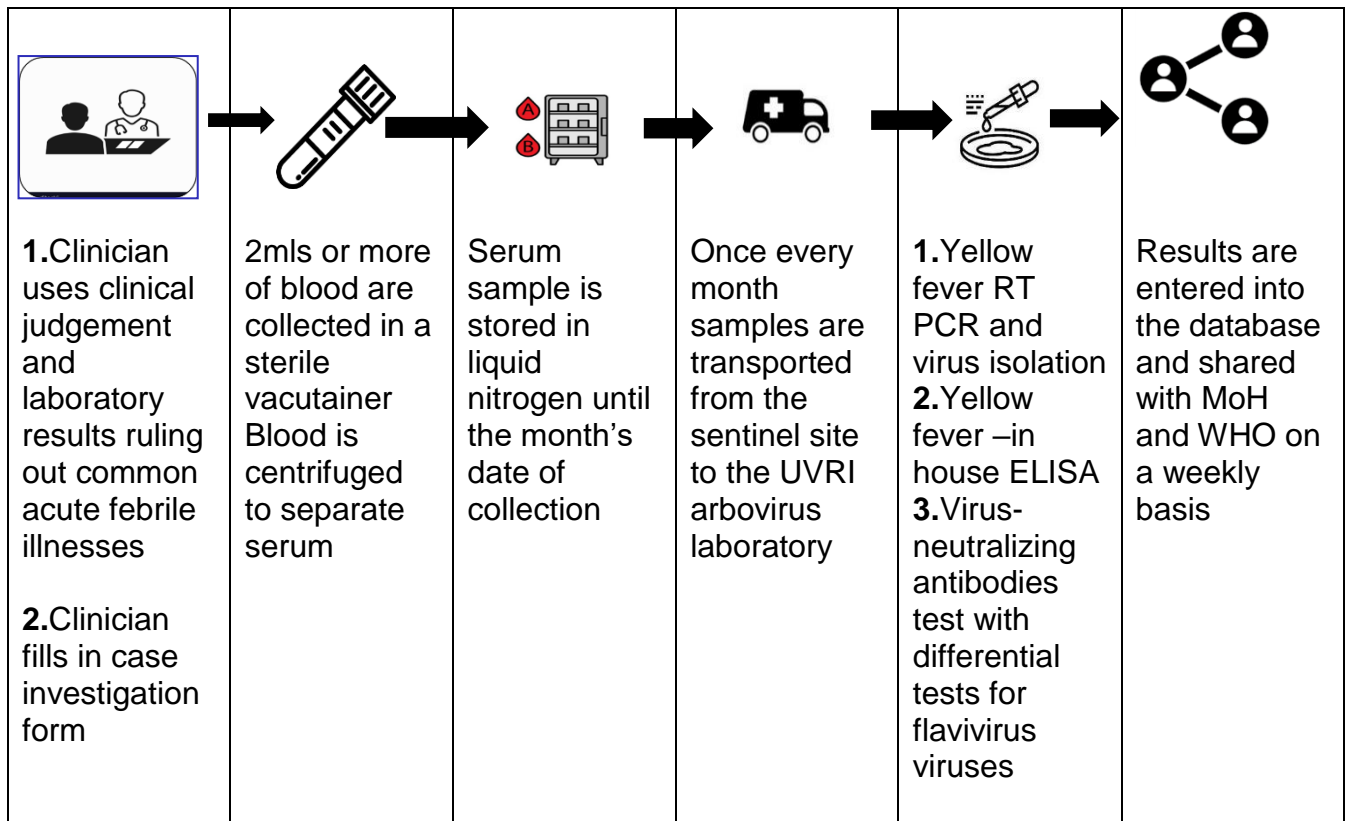 A
B
1.Clinician
uses clinical
judgement
and
laboratory
results ruling
out common
acute febrile
illnesses
2.Clinician
fills in case
investigation
form
2mls or more
of blood are
collected in a
sterile
vacutainer
Blood is
centrifuged
to separate
serum
Serum
sample is
stored in
liquid
nitrogen until
the month’s
date of
collection
Once every
month
samples are
transported
from the
sentinel site
to the UVRI
arbovirus
laboratory
1.Yellow
fever RT
PCR and
virus isolation
2.Yellow
fever –in
house ELISA
3.Virus-
neutralizing
antibodies
test with
differential
tests for
flavivirus
viruses
Results are
entered into
the database
and shared
with MoH
and WHO on
a weekly
basis